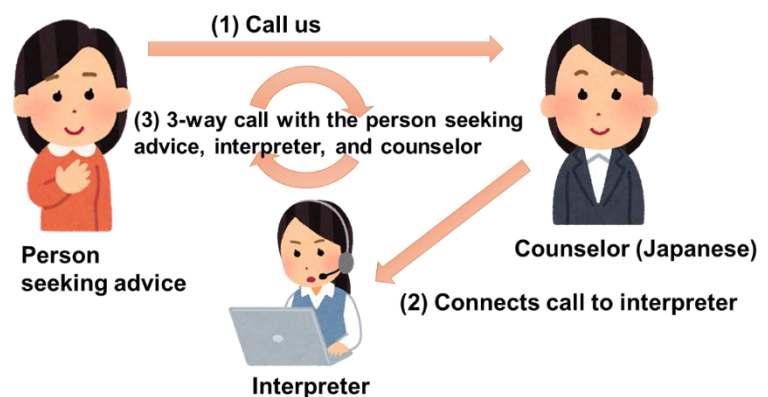 (1) Call us
(3) 3-way call with the person seeking
advice, interpreter, and counselor
Person
seeking advice
Counselor (Japanese)
(2) Connects call to interpreter
Interpreter